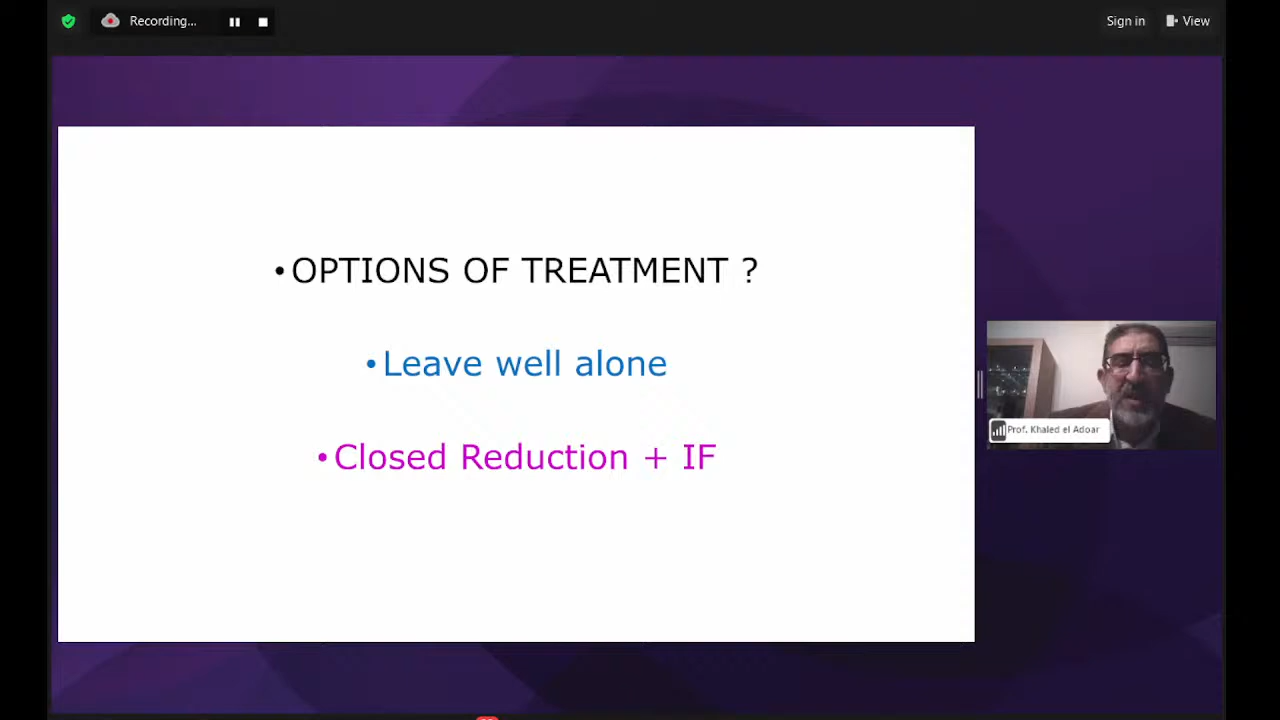 Recording...
Sign in
View
•OPTIONS OF TREATMENT ?
•Leave well alone
•Closed Reduction + IF
Prof. Khaled el Adoar